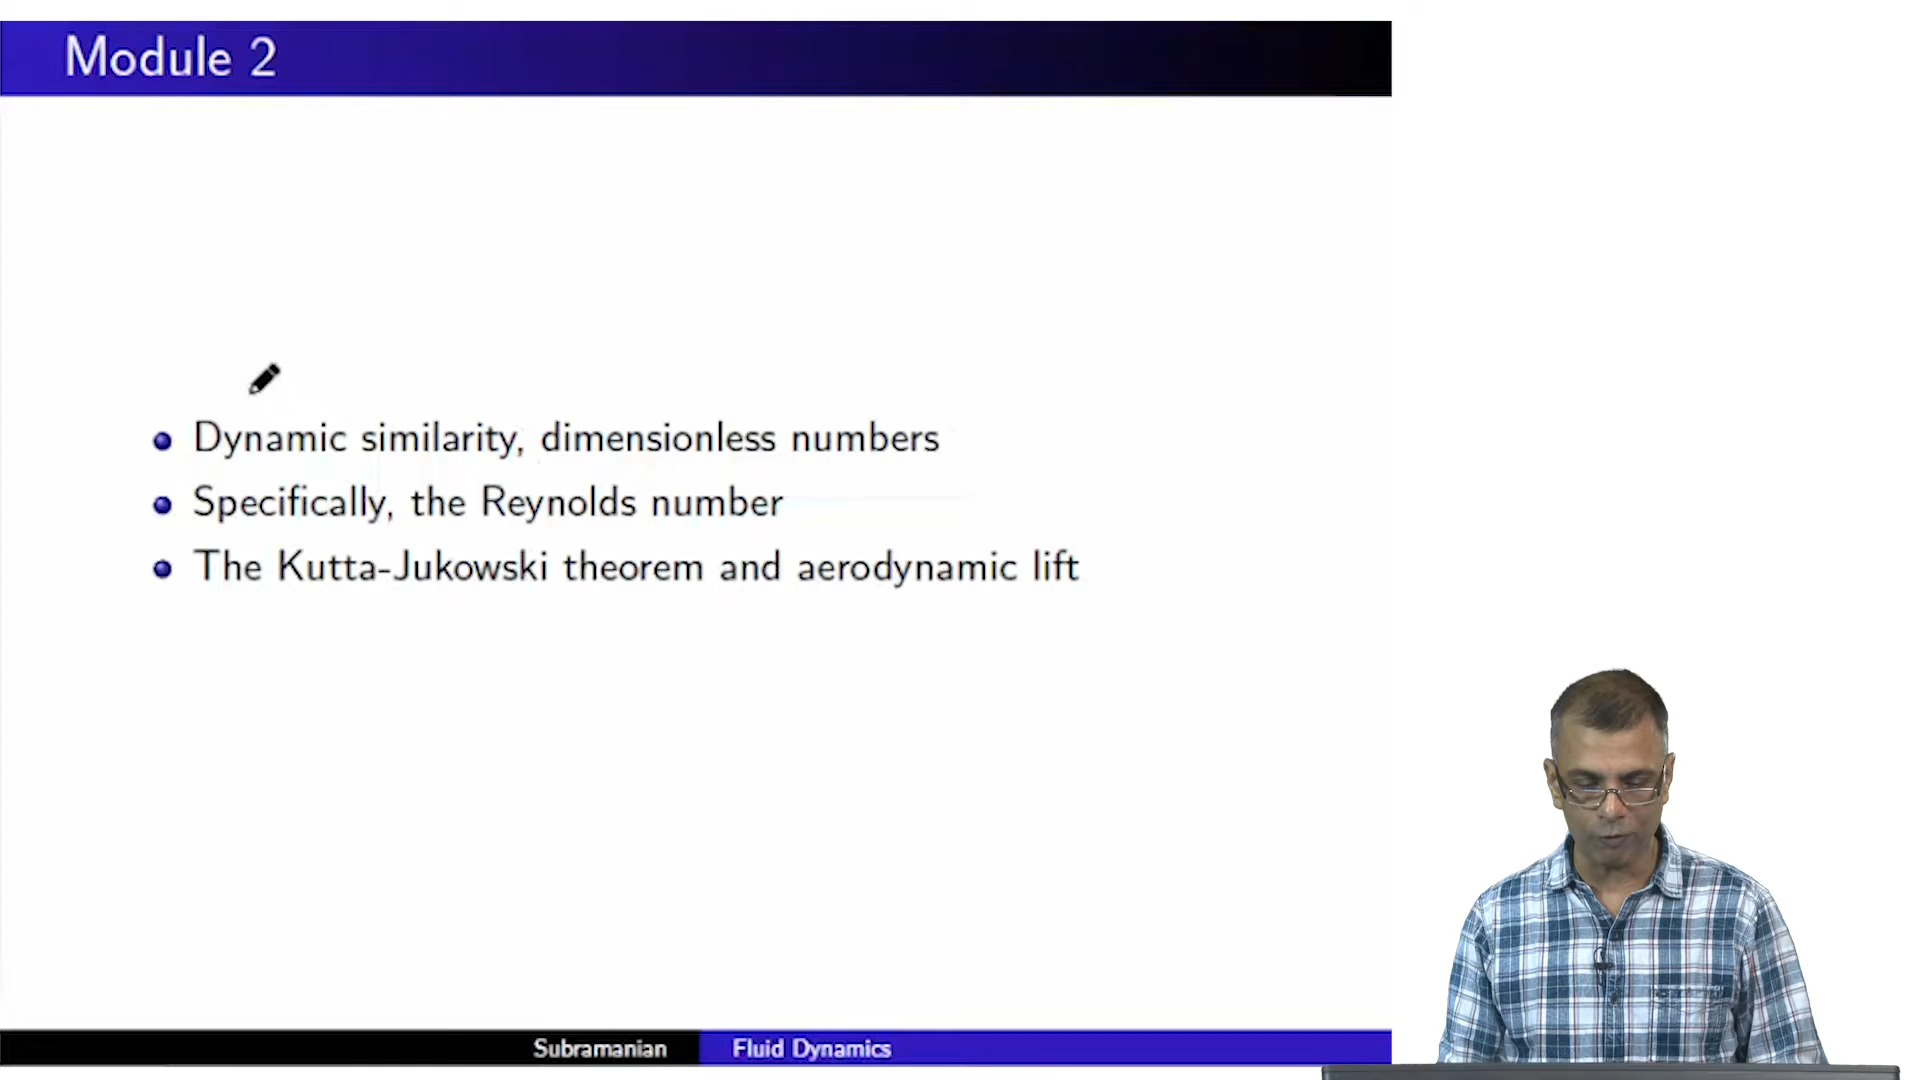 Module 2
Dynamic similarity, dimensionless numbers
Specifically, the Reynolds number
The Kutta-Jukowski theorem and aerodynamic lift
Subramanian
Fluid Dynamics